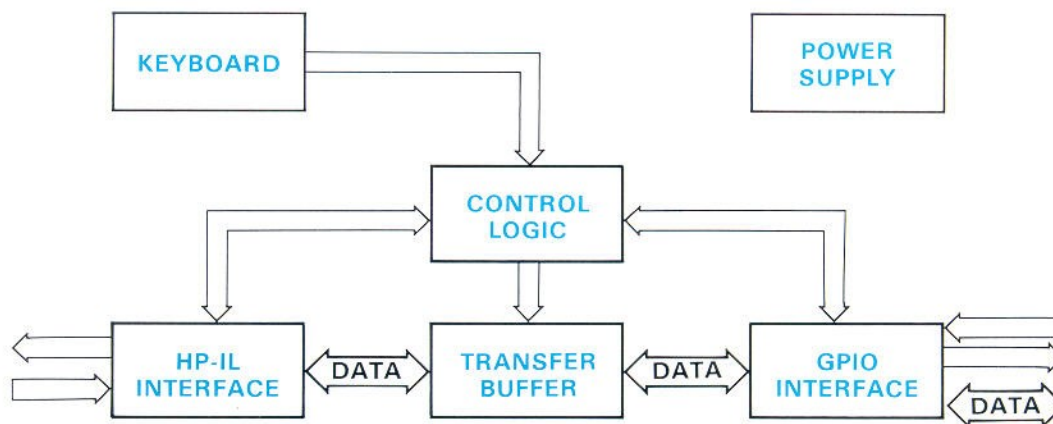 KEYBOARD
POWER
SUPPLY
CONTROL
LOGIC
HP-IL
INTERFACE
DATA
TRANSFER
BUFFER
DATA
GPIO
INTERFACE
DATA